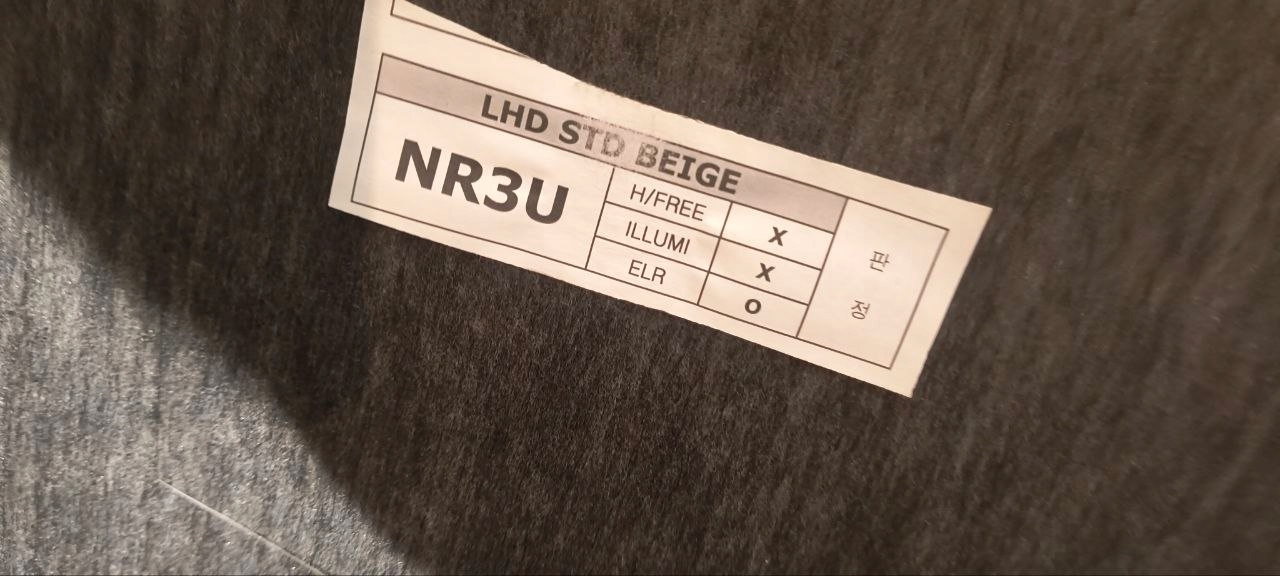 LHD STD BEIGE
NR3U
H/FREE X
ILLUMI X
ELR O
판
정